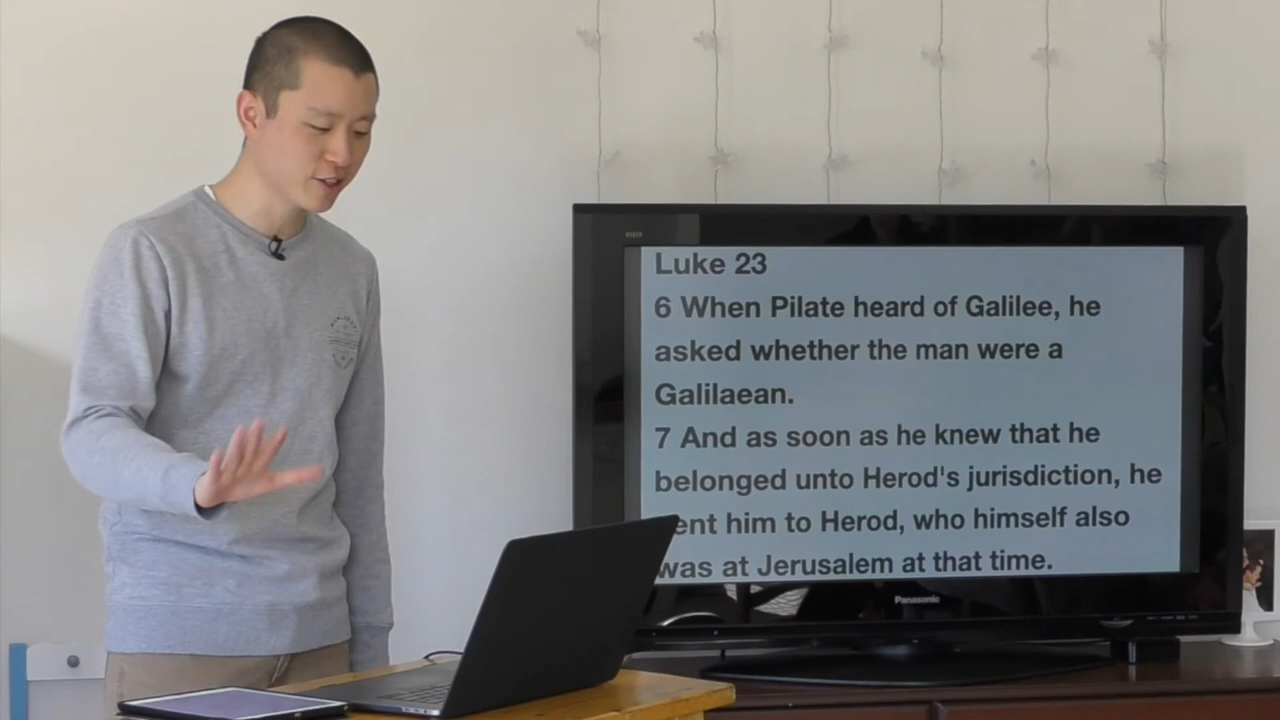 Luke 23
6 When Pilate heard of Galilee, he
asked whether the man were a
Galilaean.
7 And as soon as he knew that he
belonged unto Herod's jurisdiction, he
ent him to Herod, who himself also
was at Jerusalem at that time.
Panasonic